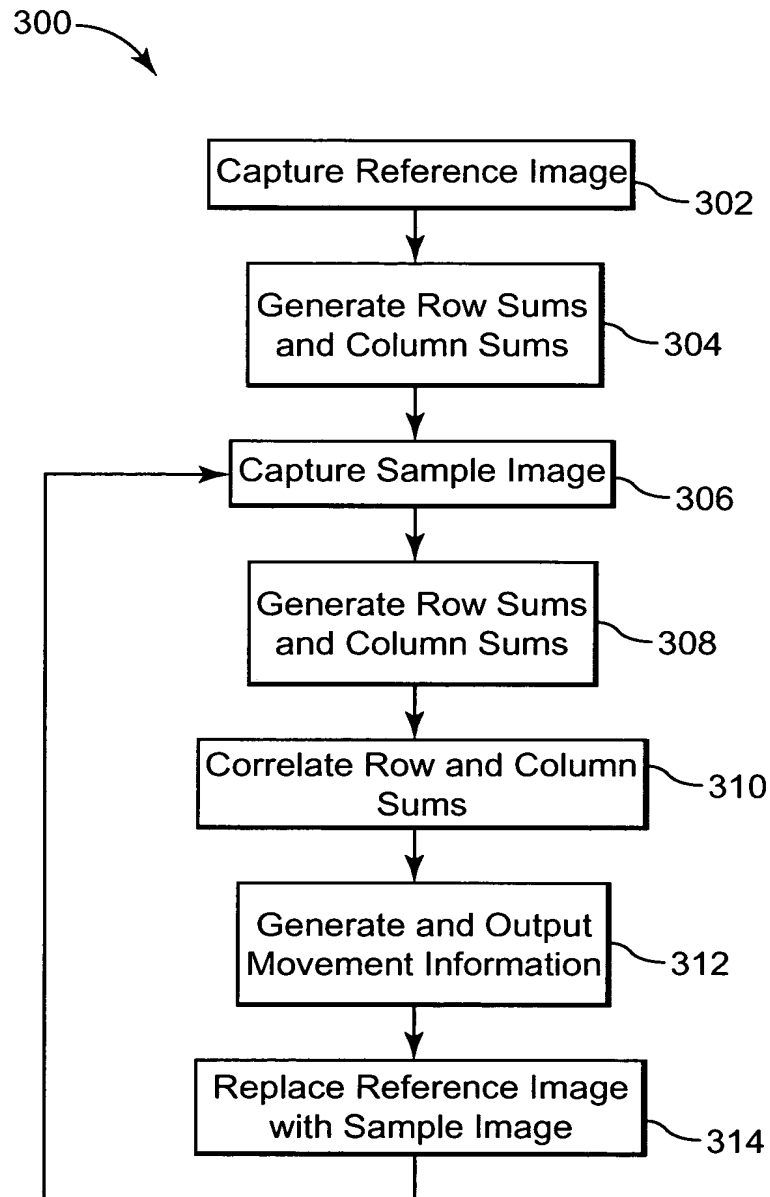 300
Capture Reference Image
302
Generate Row Sums
and Column Sums
304
Capture Sample Image
306
Generate Row Sums
and Column Sums
308
Correlate Row and Column
Sums
310
Generate and Output
Movement Information
312
Replace Reference Image
with Sample Image
314